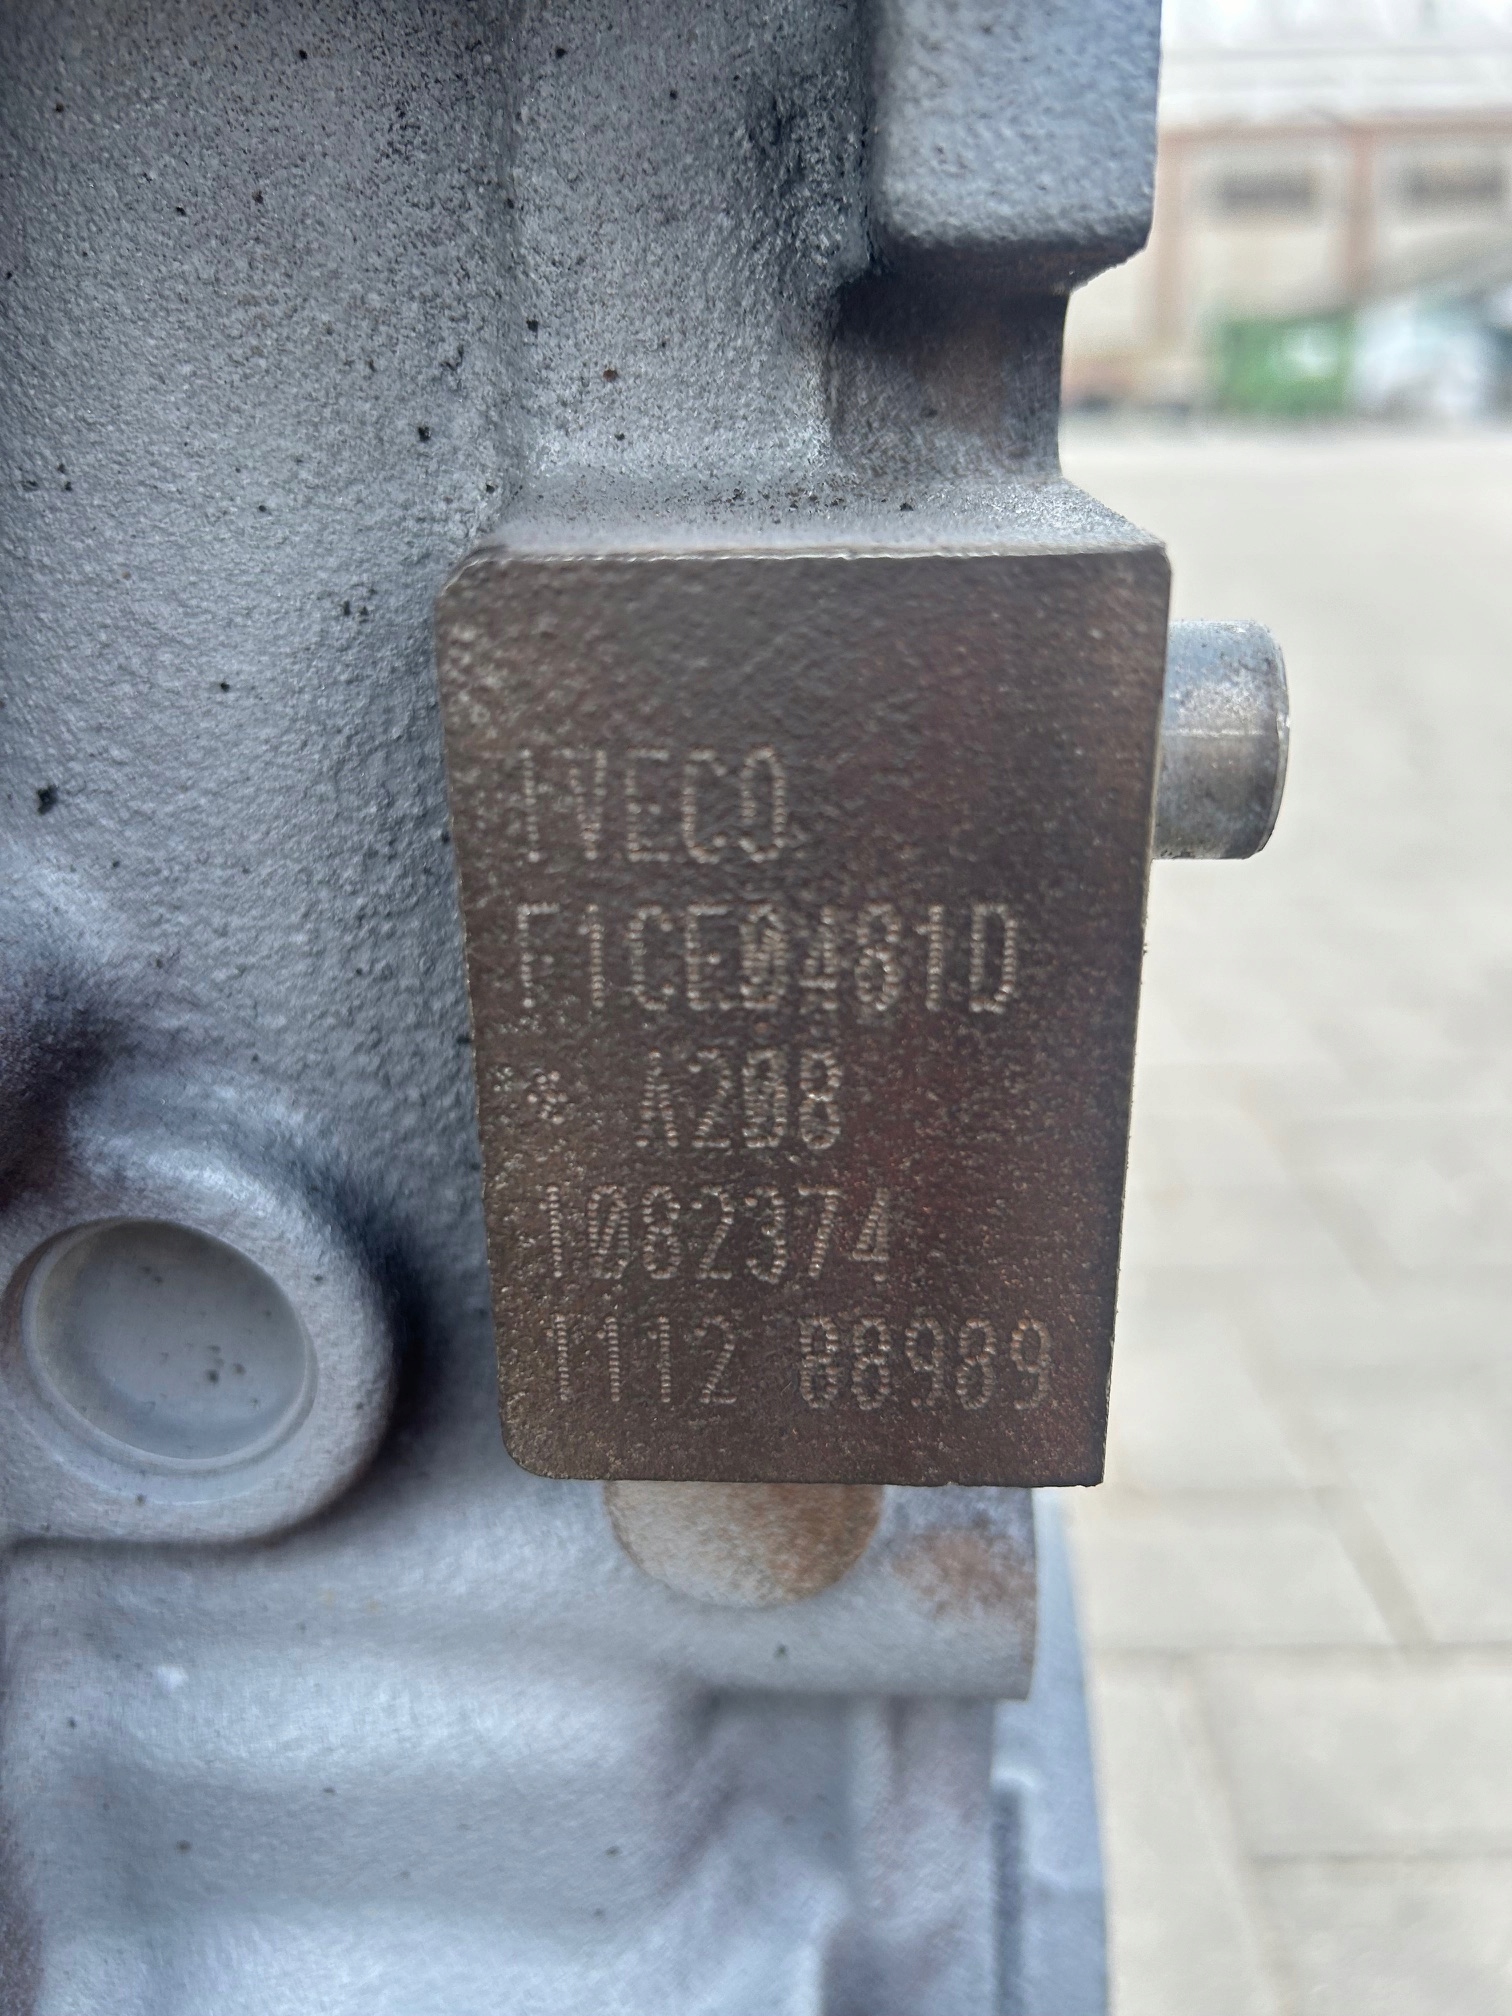 IVECO
F1CE0481D
* A208
1082374
1112 88989